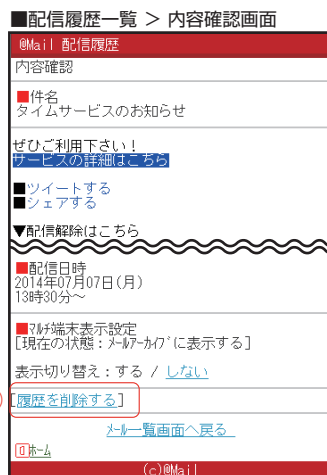 ■配信履歴一覧 ＞ 内容確認画面
@Mail 配信履歴
内容確認
■件名
タイムサービスのお知らせ
ぜひご利用下さい！
サービスの詳細はこちら
■ツイートする
■シェアする
▼配信解除はこちら
■配信日時
2014年07月07日(月)
13時30分～
■ﾏﾙﾁ端末表示設定
[現在の状態：ﾒｰﾙｱｰｶｲﾌﾞに表示する]
表示切り替え：する / しない
[履歴を削除する]
ﾒｰﾙ一覧画面へ戻る
0ﾎｰﾑ
(c)@Mail